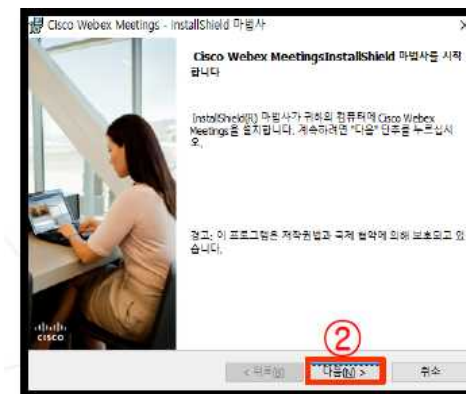 Cisco Webex Meetings - InstallShield 마법사
Cisco Webex MeetingsInstallShield 마법사를 시작
합니다
InstallShield(R) 마법사가 귀하의 컴퓨터에 Cisco Webex
Meetings을 설치합니다. 계속하려면 "다음" 단추를 누르십시
오.
경고: 이 프로그램은 저작권법과 국제 협약에 의해 보호되고 있
습니다.
cisco
②
< 뒤로(B) 다음(N) > 취소